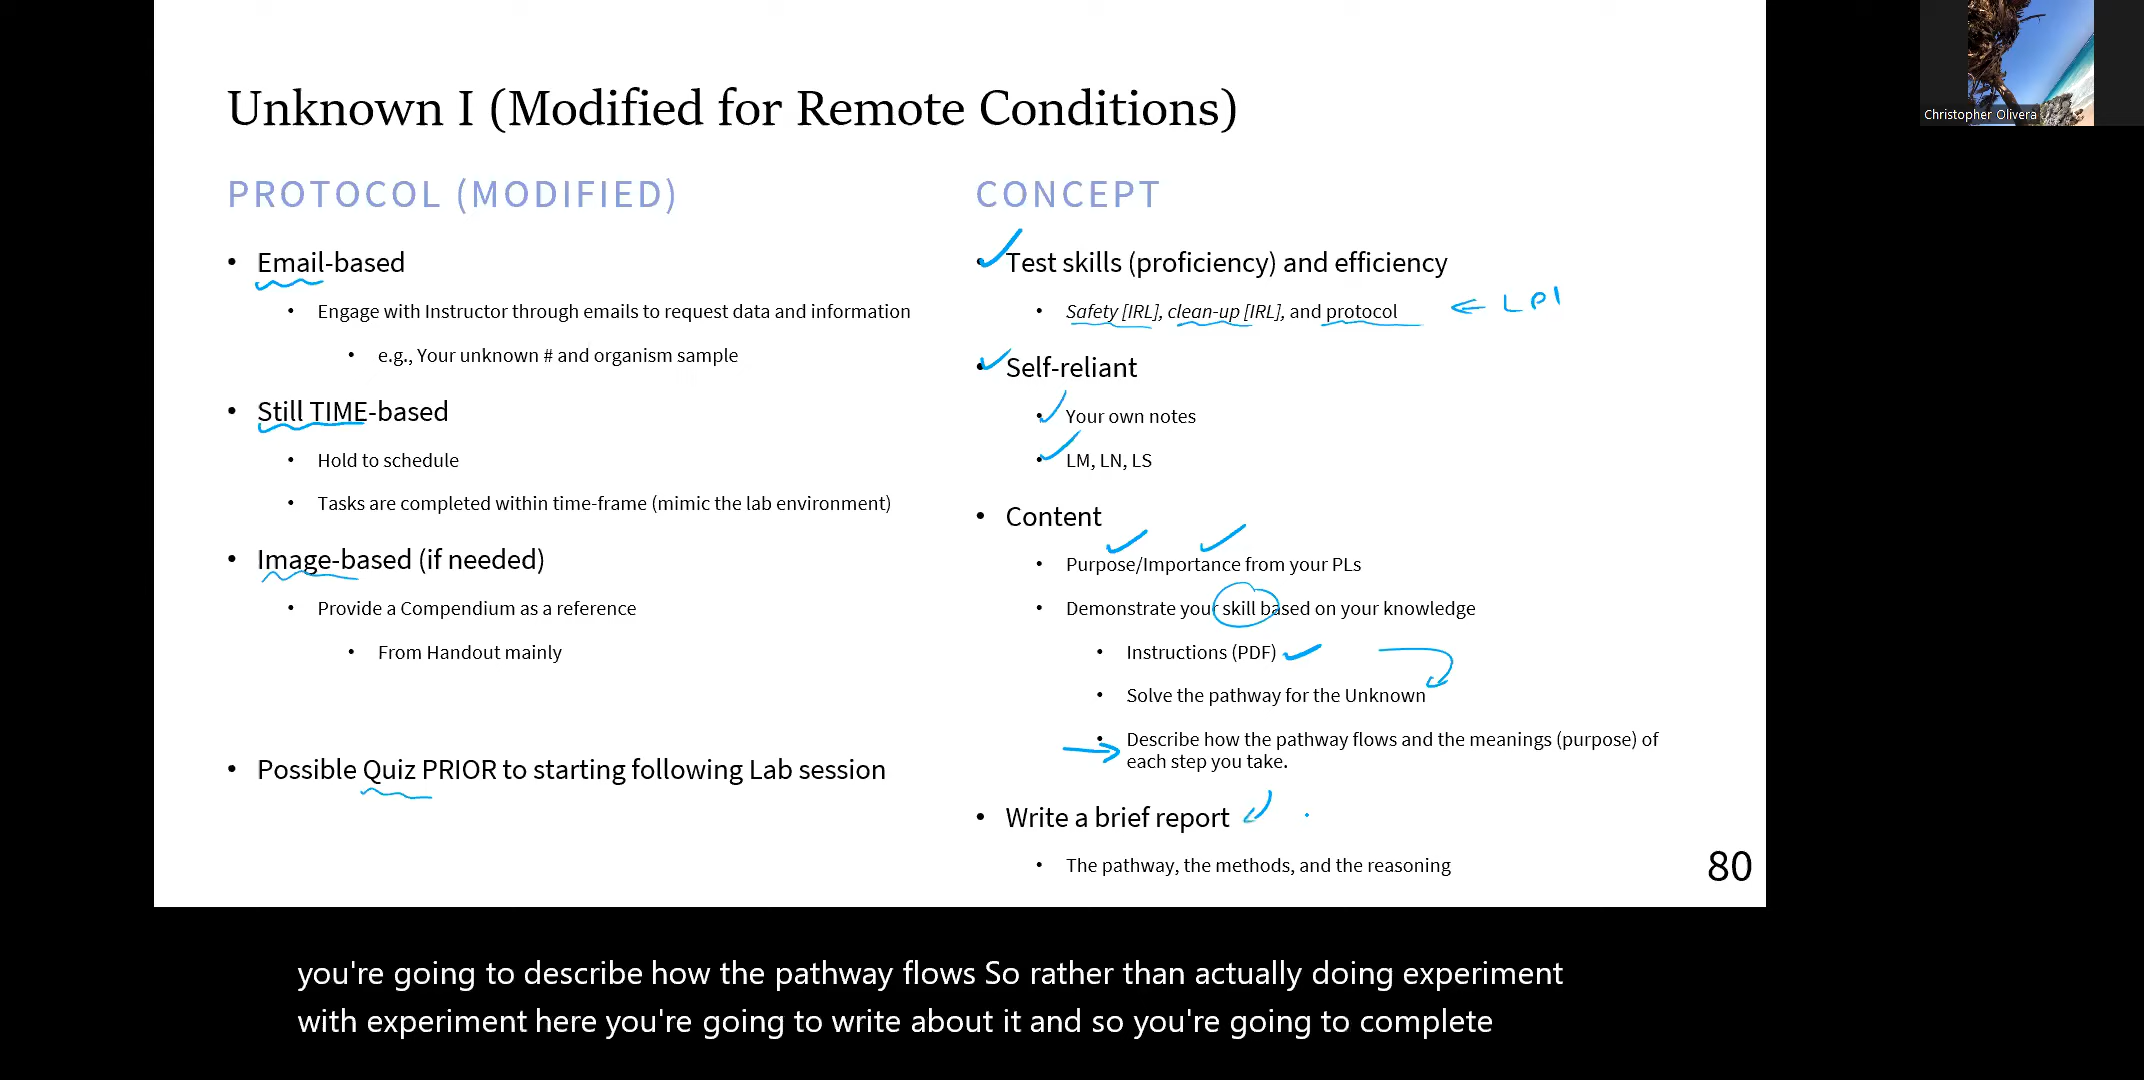 Unknown I (Modified for Remote Conditions)
PROTOCOL (MODIFIED)
• Email-based
• Engage with Instructor through emails to request data and information
• e.g., Your unknown # and organism sample
• Still TIME-based
• Hold to schedule
• Tasks are completed within time-frame (mimic the lab environment)
• Image-based (if needed)
• Provide a Compendium as a reference
• From Handout mainly
• Possible Quiz PRIOR to starting following Lab session
CONCEPT
• Test skills (proficiency) and efficiency
• Safety [IRL], clean-up [IRL], and protocol ← LPI
• Self-reliant
• Your own notes
• LM, LN, LS
• Content
• Purpose/Importance from your PLs
• Demonstrate your skill based on your knowledge
• Instructions (PDF)
• Solve the pathway for the Unknown
• Describe how the pathway flows and the meanings (purpose) of
each step you take.
• Write a brief report
• The pathway, the methods, and the reasoning
80
Christopher Olivera
you're going to describe how the pathway flows So rather than actually doing experiment
with experiment here you're going to write about it and so you're going to complete